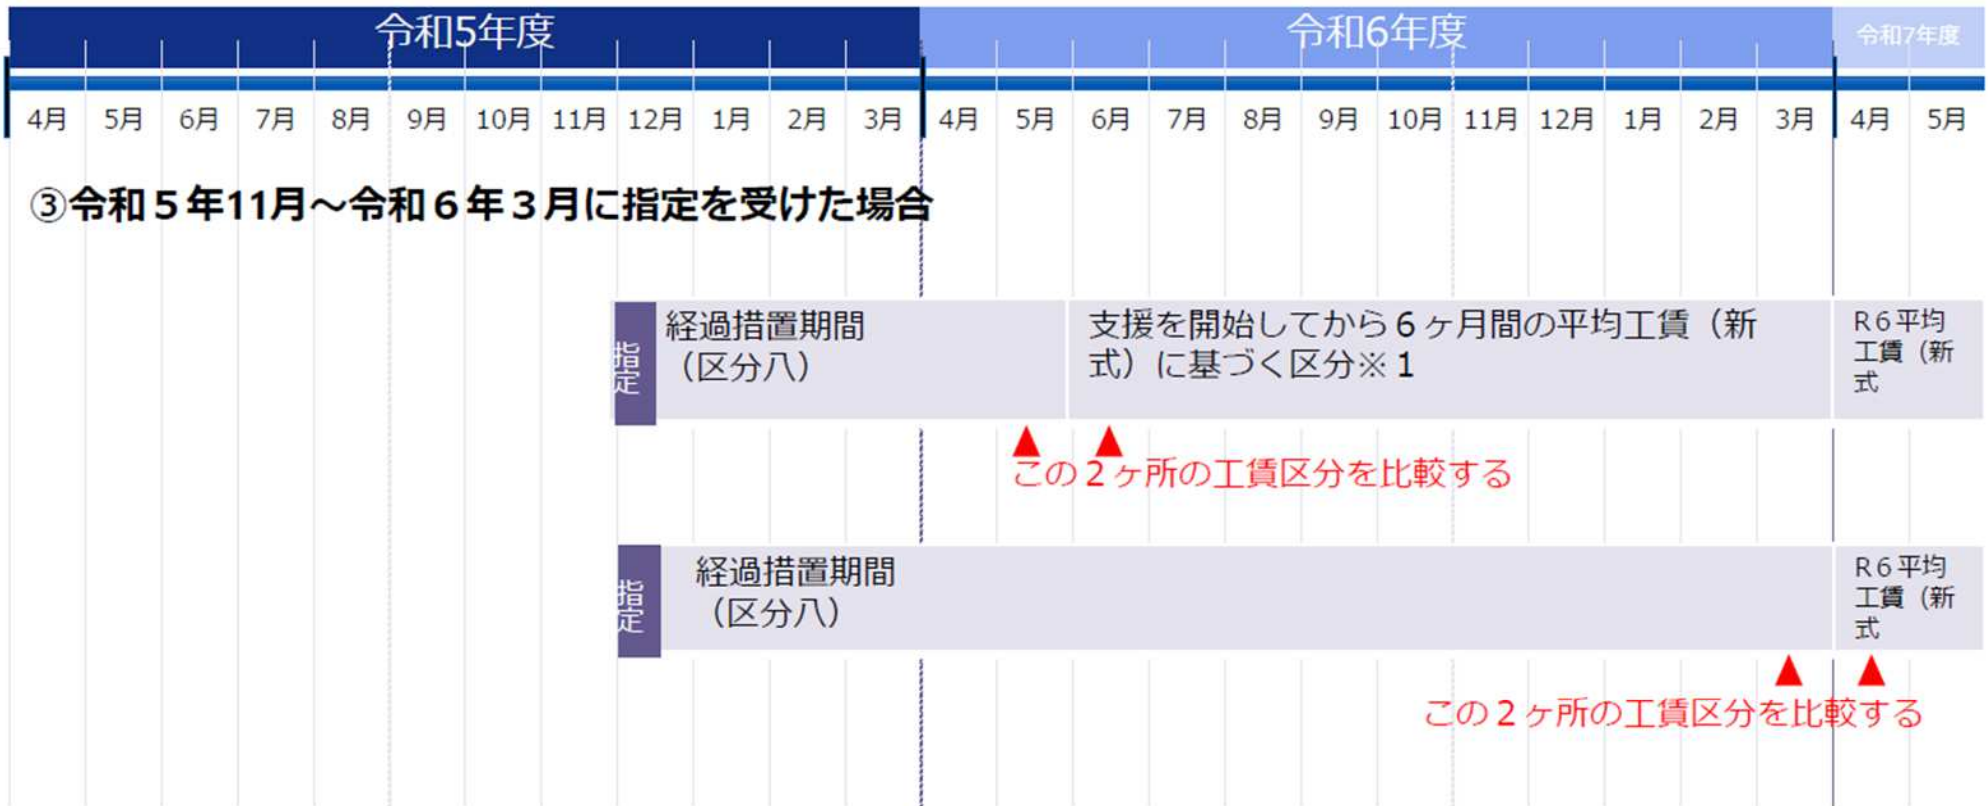 令和5年度 令和6年度 令和7年度
4月 5月 6月 7月 8月 9月 10月 11月 12月 1月 2月 3月 4月 5月 6月 7月 8月 9月 10月 11月 12月 1月 2月 3月 4月 5月
③令和５年11月～令和６年３月に指定を受けた場合
指定
経過措置期間
（区分八）
支援を開始してから６ヶ月間の平均工賃（新
式）に基づく区分※１
R６平均
工賃（新
式
この２ヶ所の工賃区分を比較する
指定
経過措置期間
（区分八）
R６平均
工賃（新
式
この２ヶ所の工賃区分を比較する